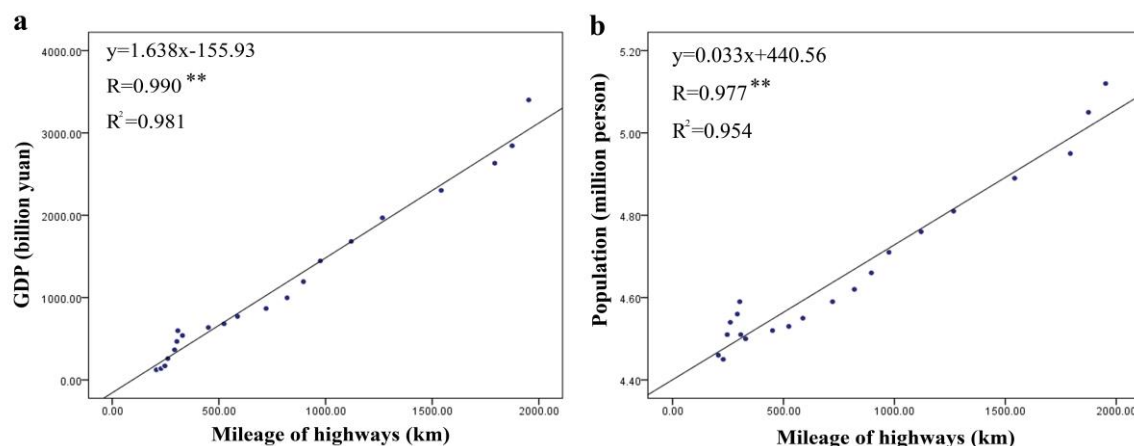 a
y=1.638x-155.93
R=0.990**
R²=0.981
GDP (billion yuan)
4000.00
3000.00
2000.00
1000.00
0.00
0.00 500.00 1000.00 1500.00 2000.00
Mileage of highways (km)
b
y=0.033x+440.56
R=0.977**
R²=0.954
Population (million person)
5.20
5.00
4.80
4.60
4.40
0.00 500.00 1000.00 1500.00 2000.00
Mileage of highways (km)